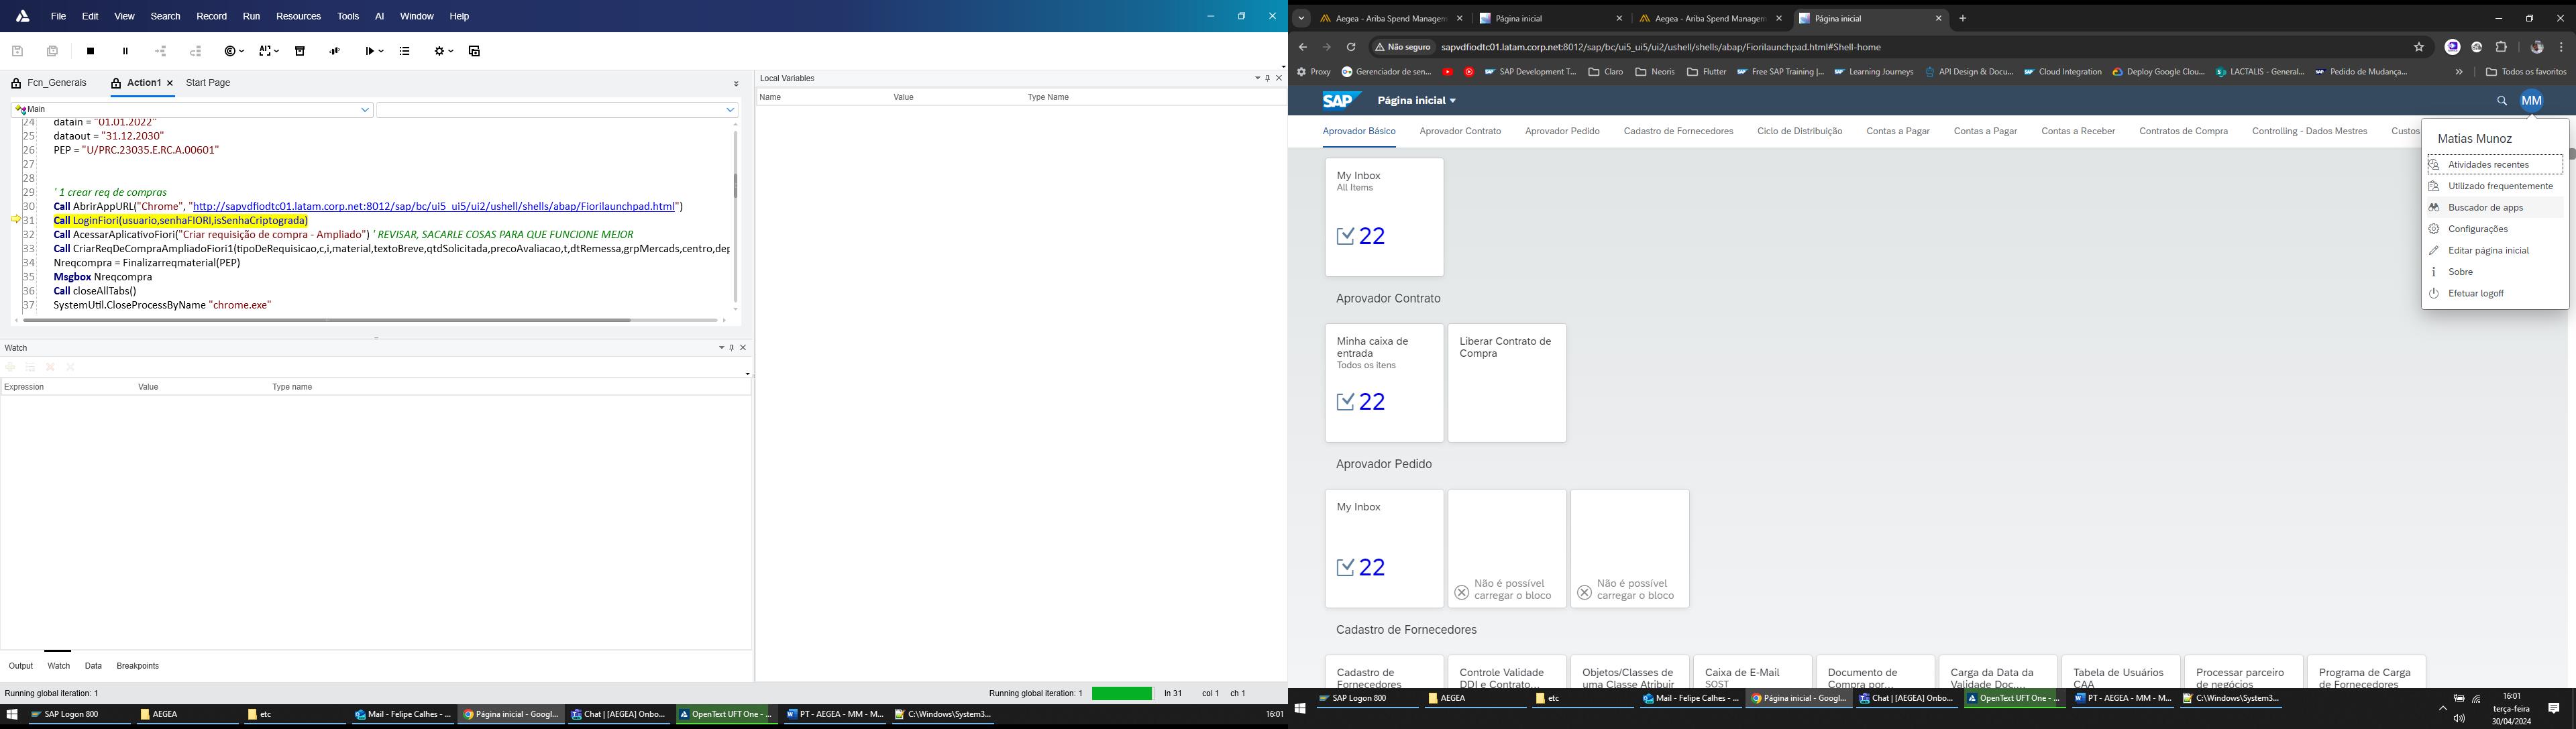 File Edit View Search Record Run Resources Tools AI Window Help
Fcn_Generais Action1 Start Page
Main
24 datain = "01.01.2022"
25 dataout = "31.12.2030"
26 PEP = "U/PRC.23035.E.RC.A.00601"
27
28
29 ' 1 crear req de compras
30 Call AbrirAppURL("Chrome", "http://sapvdfiodtc01.latam.corp.net:8012/sap/bc/ui5_ui5/ui2/ushell/shells/abap/Fiorilaunchpad.html")
31 Call LoginFiori(usuario,senhaFIORI,isSenhaCriptograda)
32 Call AcessarAplicativoFiori("Criar requisição de compra - Ampliado") ' REVISAR, SACARLE COSAS PARA QUE FUNCIONE MEJOR
33 Call CriarReqDeCompraAmpliadoFiori1(tipoDeRequisicao,c,i,material,textoBreve,qtdSolicitada,precoAvaliacao,t,dtRemessa,grpMercads,centro,dep
34 Nreqcompra = Finalizarreqmaterial(PEP)
35 Msgbox Nreqcompra
36 Call closeAllTabs()
37 SystemUtil.CloseProcessByName "chrome.exe"
Watch
Expression Value Type name
Output Watch Data Breakpoints
Local Variables
Name Value Type Name
Running global iteration: 1 Running global iteration: 1 ln 31 col 1 ch 1
SAP Logon 800 AEGEA etc Mail - Felipe Calhes - ... Página inicial - Googl... Chat | [AEGEA] Onbo... OpenText UFT One - ... PT - AEGEA - MM - M... C:\Windows\System3... 16:01
Aegea - Ariba Spend Managem Página inicial Aegea - Ariba Spend Managem Página inicial
Não seguro sapvdfiodtc01.latam.corp.net:8012/sap/bc/ui5_ui5/ui2/ushell/shells/abap/Fiorilaunchpad.html#Shell-home
Proxy Gerenciador de sen... SAP Development T... Claro Neoris Flutter Free SAP Training |... Learning Journeys API Design & Docu... Cloud Integration Deploy Google Clou... LACTALIS - General... Pedido de Mudança... » Todos os favoritos
SAP Página inicial MM
Aprovador Básico Aprovador Contrato Aprovador Pedido Cadastro de Fornecedores Ciclo de Distribuição Contas a Pagar Contas a Pagar Contas a Receber Contratos de Compra Controlling - Dados Mestres Custos
Matias Munoz
Atividades recentes
Utilizado frequentemente
Buscador de apps
Configurações
Editar página inicial
Sobre
Efetuar logoff
My Inbox
All Items
22
Aprovador Contrato
Minha caixa de
entrada
Todos os itens
22
Liberar Contrato de
Compra
Aprovador Pedido
My Inbox
22
Não é possível
carregar o bloco
Não é possível
carregar o bloco
Cadastro de Fornecedores
Cadastro de
Fornecedores
Controle Validade
DDI e Contrato...
Objetos/Classes de
uma Classe Atribuir
Caixa de E-Mail
SOST
Documento de
Compra por...
Carga da Data da
Validade Doc....
Tabela de Usuários
CAA
Processar parceiro
de negócios
Programa de Carga
de Fornecedores
SAP Logon 800 AEGEA etc Mail - Felipe Calhes - ... Página inicial - Googl... Chat | [AEGEA] Onbo... OpenText UFT One - ... PT - AEGEA - MM - M... C:\Windows\System3...
16:01
terça-feira
30/04/2024